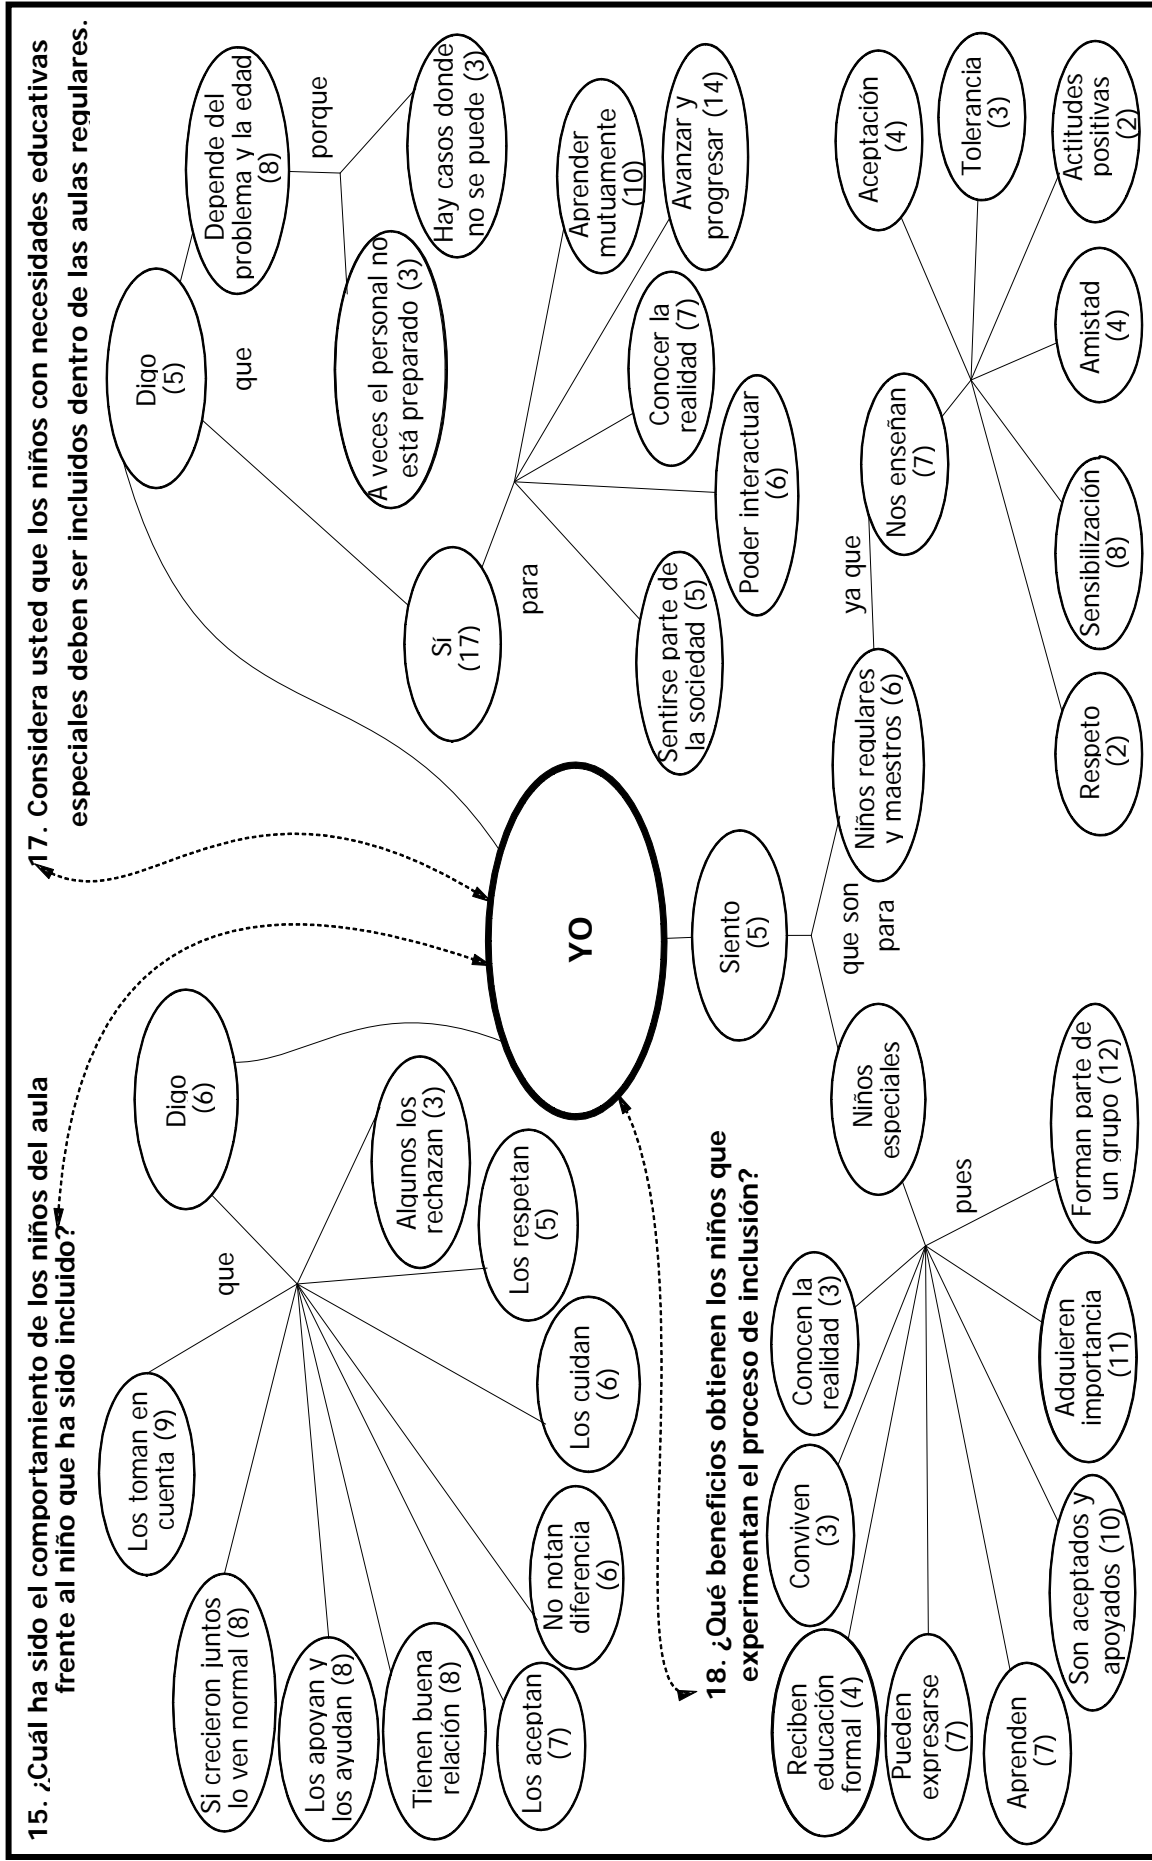 15. ¿Cuál ha sido el comportamiento de los niños del aula
frente al niño que ha sido incluido?
Digo
(6)
que
Los toman en
cuenta (9)
Si crecieron juntos
lo ven normal (8)
Los apoyan y
los ayudan (8)
Tienen buena
relación (8)
Los aceptan
(7)
No notan
diferencia
(6)
Los cuidan
(6)
Los respetan
(5)
Algunos los
rechazan (3)
17. Considera usted que los niños con necesidades educativas
especiales deben ser incluidos dentro de las aulas regulares.
Digo
(5)
que
Depende del
problema y la edad
(8)
porque
A veces el personal no
está preparado (3)
Hay casos donde
no se puede (3)
Sí
(17)
para
Sentirse parte de
la sociedad (5)
Poder interactuar
(6)
Conocer la
realidad (7)
Avanzar y
progresar (14)
Aprender
mutuamente
(10)
YO
18. ¿Qué beneficios obtienen los niños que
experimentan el proceso de inclusión?
Siento
(5)
que son
para
Niños
especiales
pues
Reciben
educación
formal (4)
Conviven
(3)
Conocen la
realidad (3)
Pueden
expresarse
(7)
Aprenden
(7)
Son aceptados y
apoyados (10)
Adquieren
importancia
(11)
Forman parte de
un grupo (12)
Niños regulares
y maestros (6)
ya que
Nos enseñan
(7)
Respeto
(2)
Sensibilización
(8)
Amistad
(4)
Actitudes
positivas
(2)
Tolerancia
(3)
Aceptación
(4)